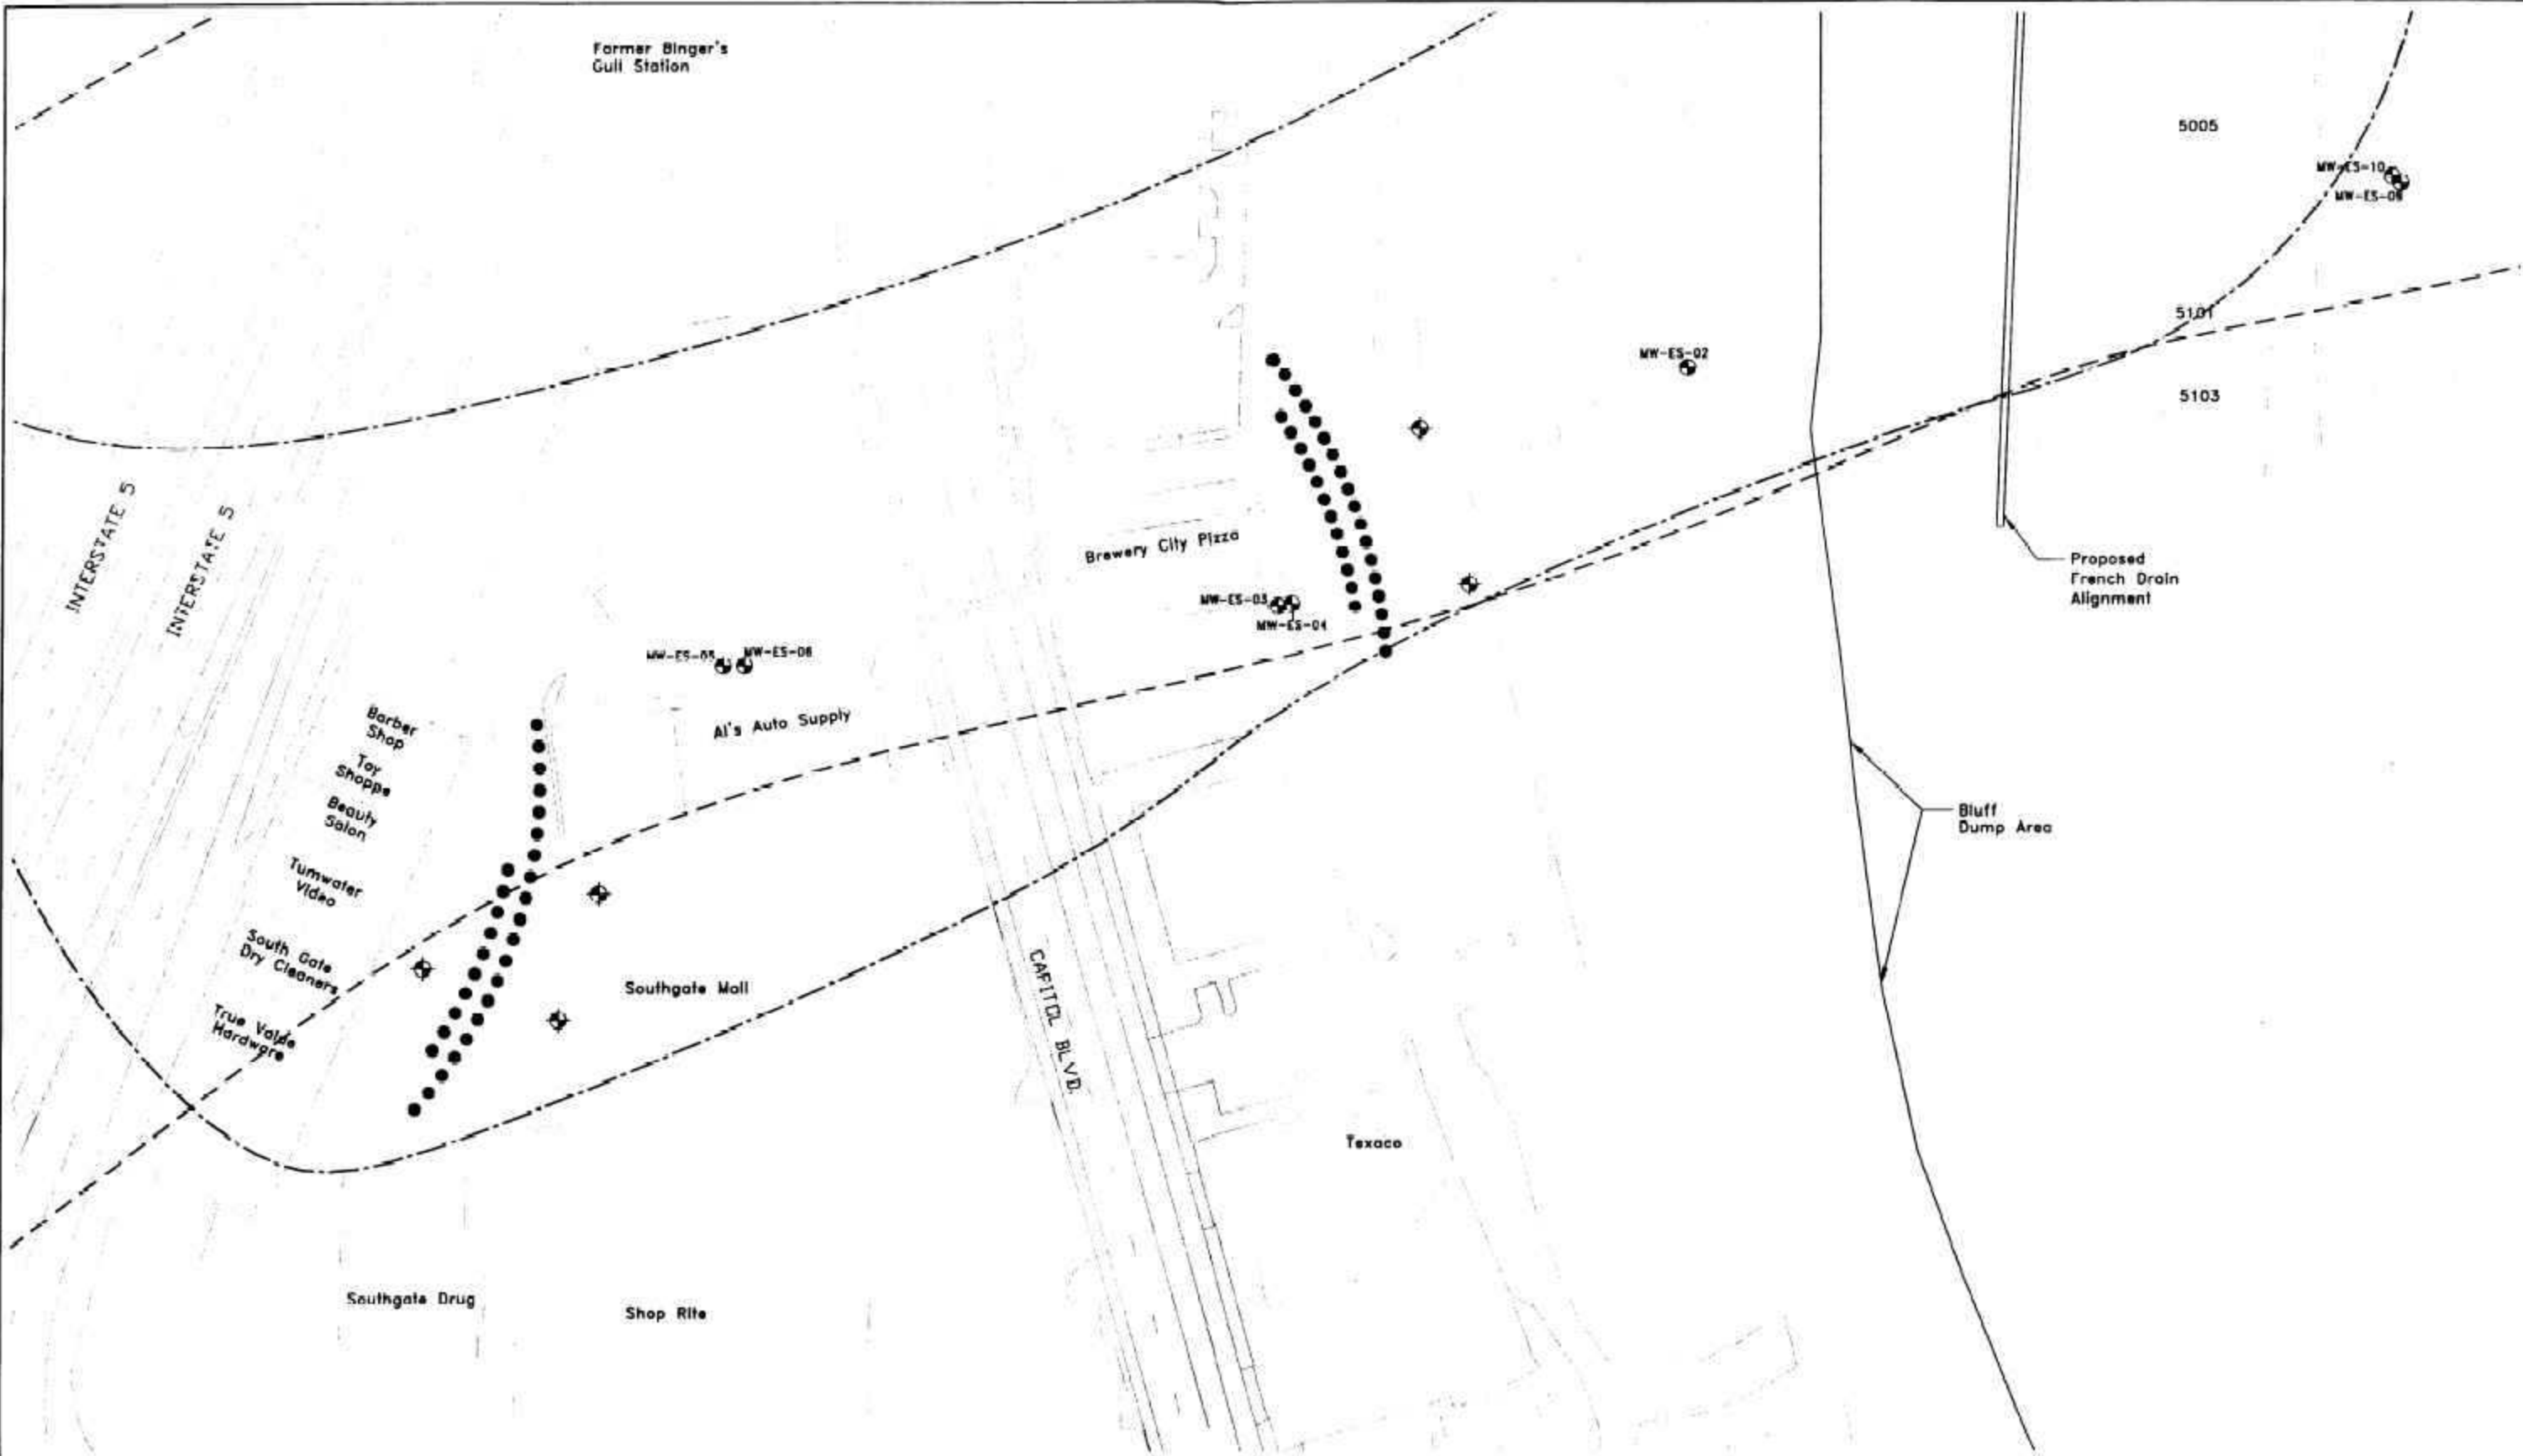 Former Binger's
Gull Station
5005
MW-ES-10
MW-ES-09
5101
MW-ES-02
5103
INTERSTATE 5
INTERSTATE 5
Brewery City Pizza
Proposed
French Drain
Alignment
MW-ES-03
MW-ES-04
MW-ES-05
MW-ES-06
Barber
Shop
Al's Auto Supply
Toy
Shoppe
Beauty
Salon
Bluff
Dump Area
Tumwater
Video
South Gate
Dry Cleaners
Southgate Mall
CAPITOL BLVD.
True Value
Hardware
Texaco
Southgate Drug
Shop Rite